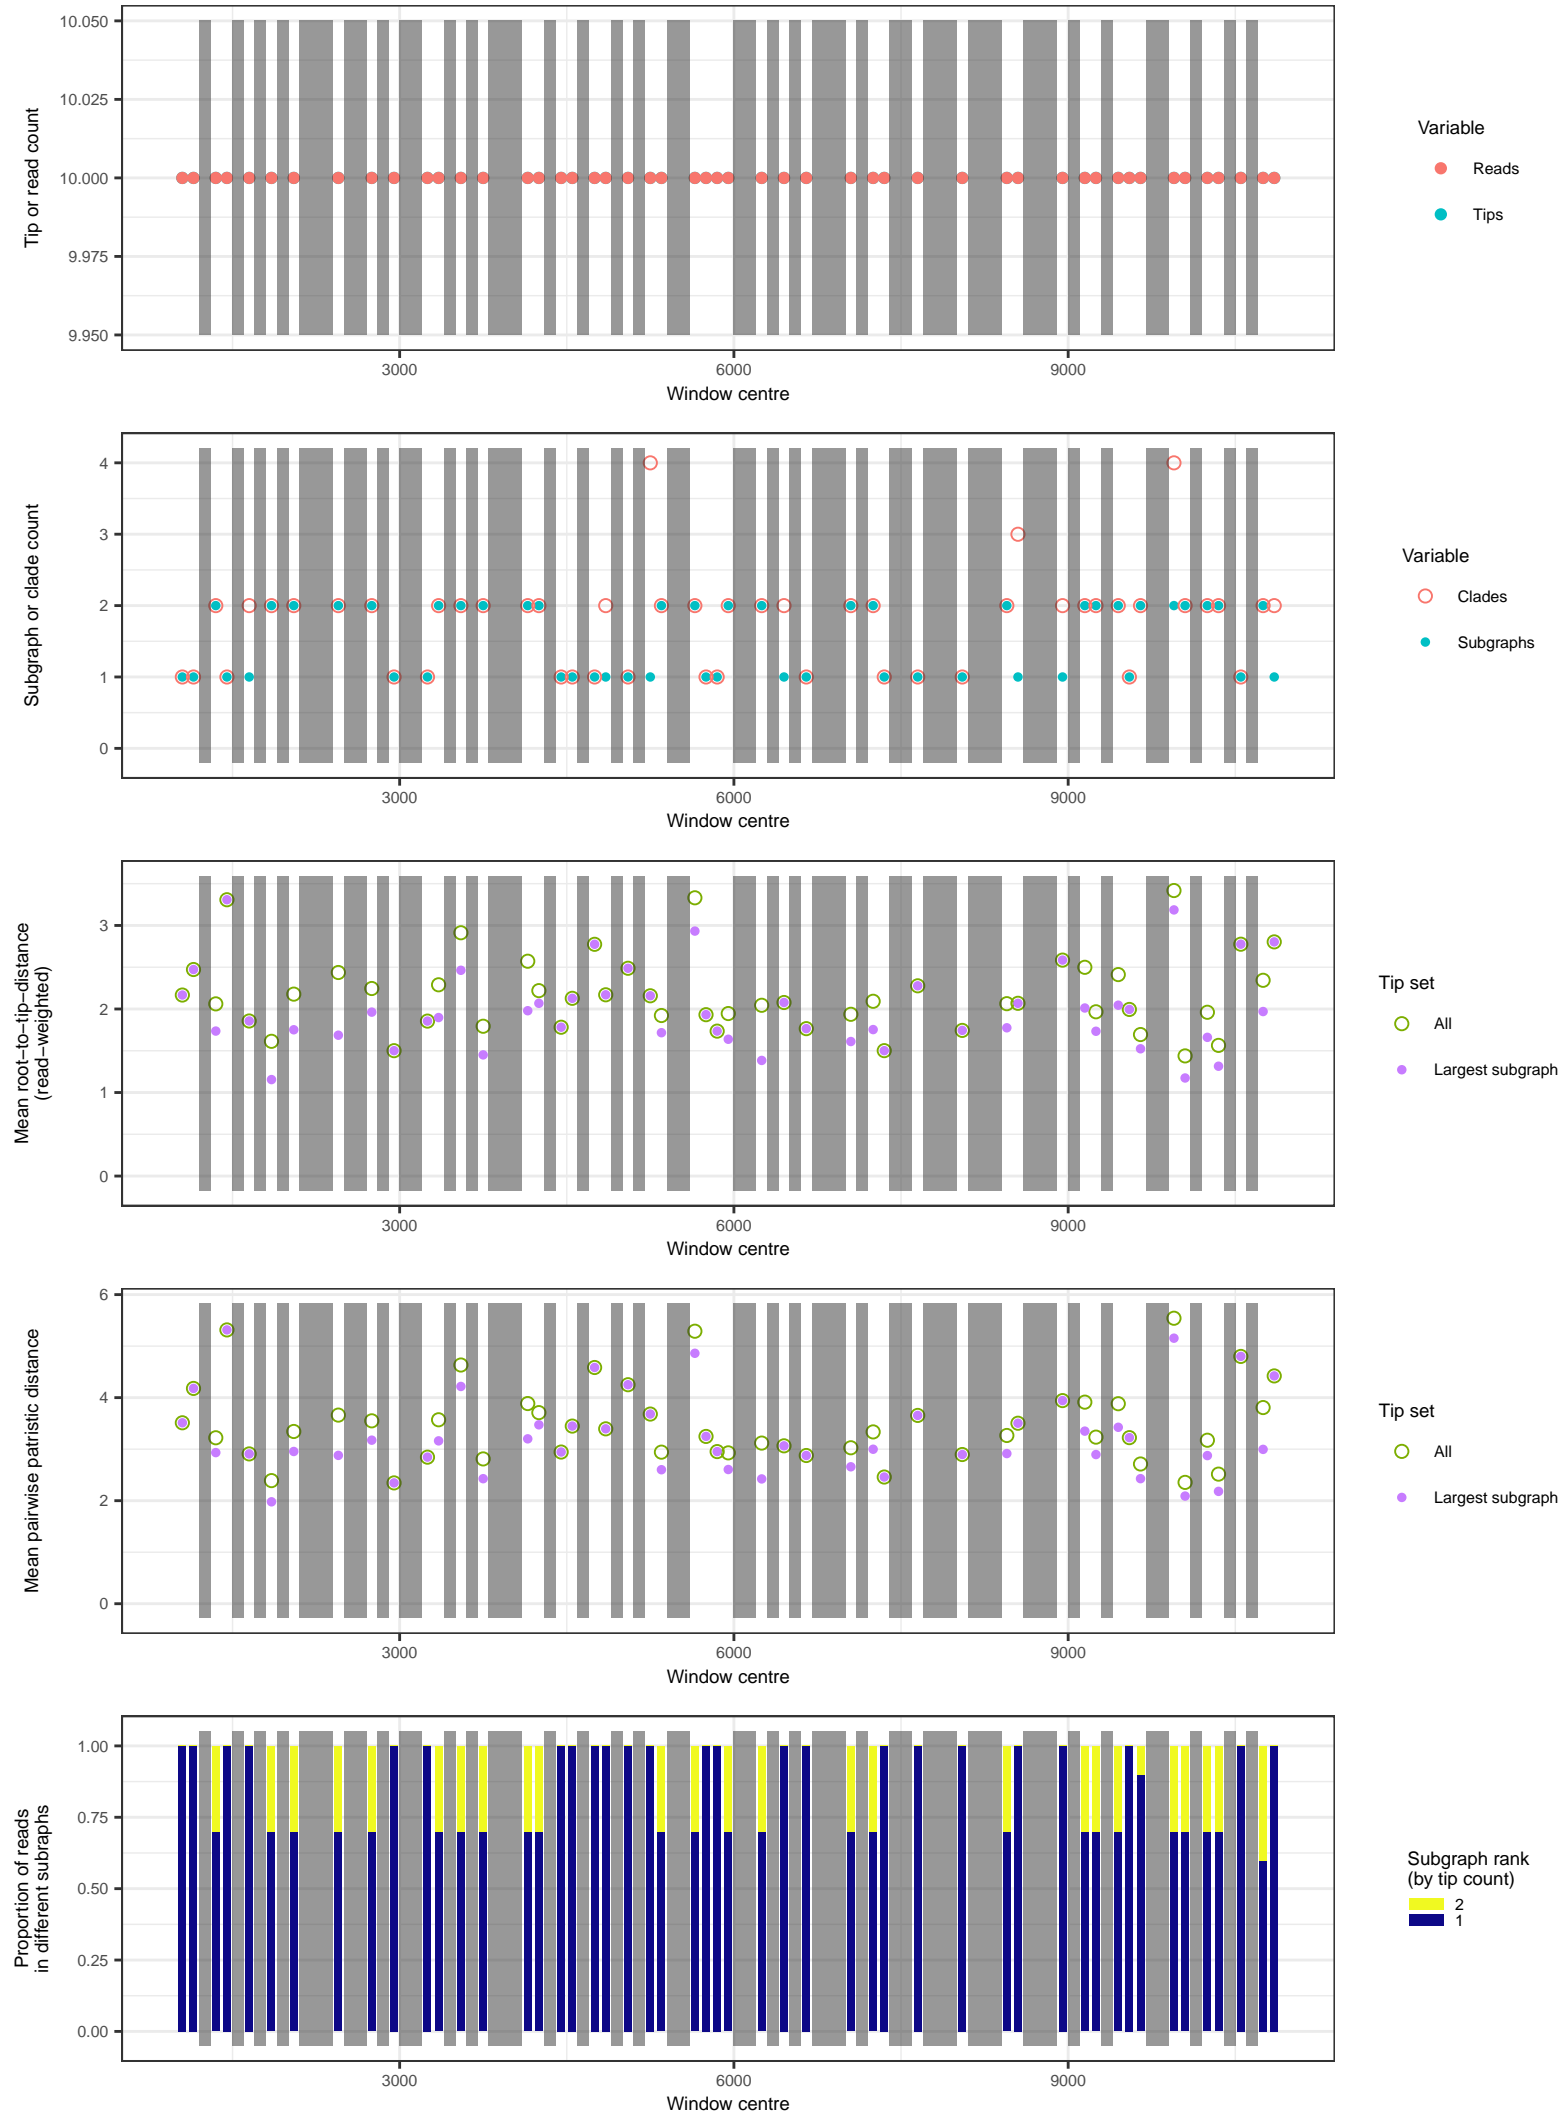 10.050
10.025
10.000
9.975
9.950
Tip or read count
3000 6000 9000
Window centre
Variable
Reads
Tips
4
3
2
1
0
Subgraph or clade count
3000 6000 9000
Window centre
Variable
Clades
Subgraphs
3
2
1
0
Mean root−to−tip−distance
(read−weighted)
3000 6000 9000
Window centre
Tip set
All
Largest subgraph
6
4
2
0
Mean pairwise patristic distance
3000 6000 9000
Window centre
Tip set
All
Largest subgraph
1.00
0.75
0.50
0.25
0.00
Proportion of reads
in different subraphs
3000 6000 9000
Window centre
Subgraph rank
(by tip count)
2
1